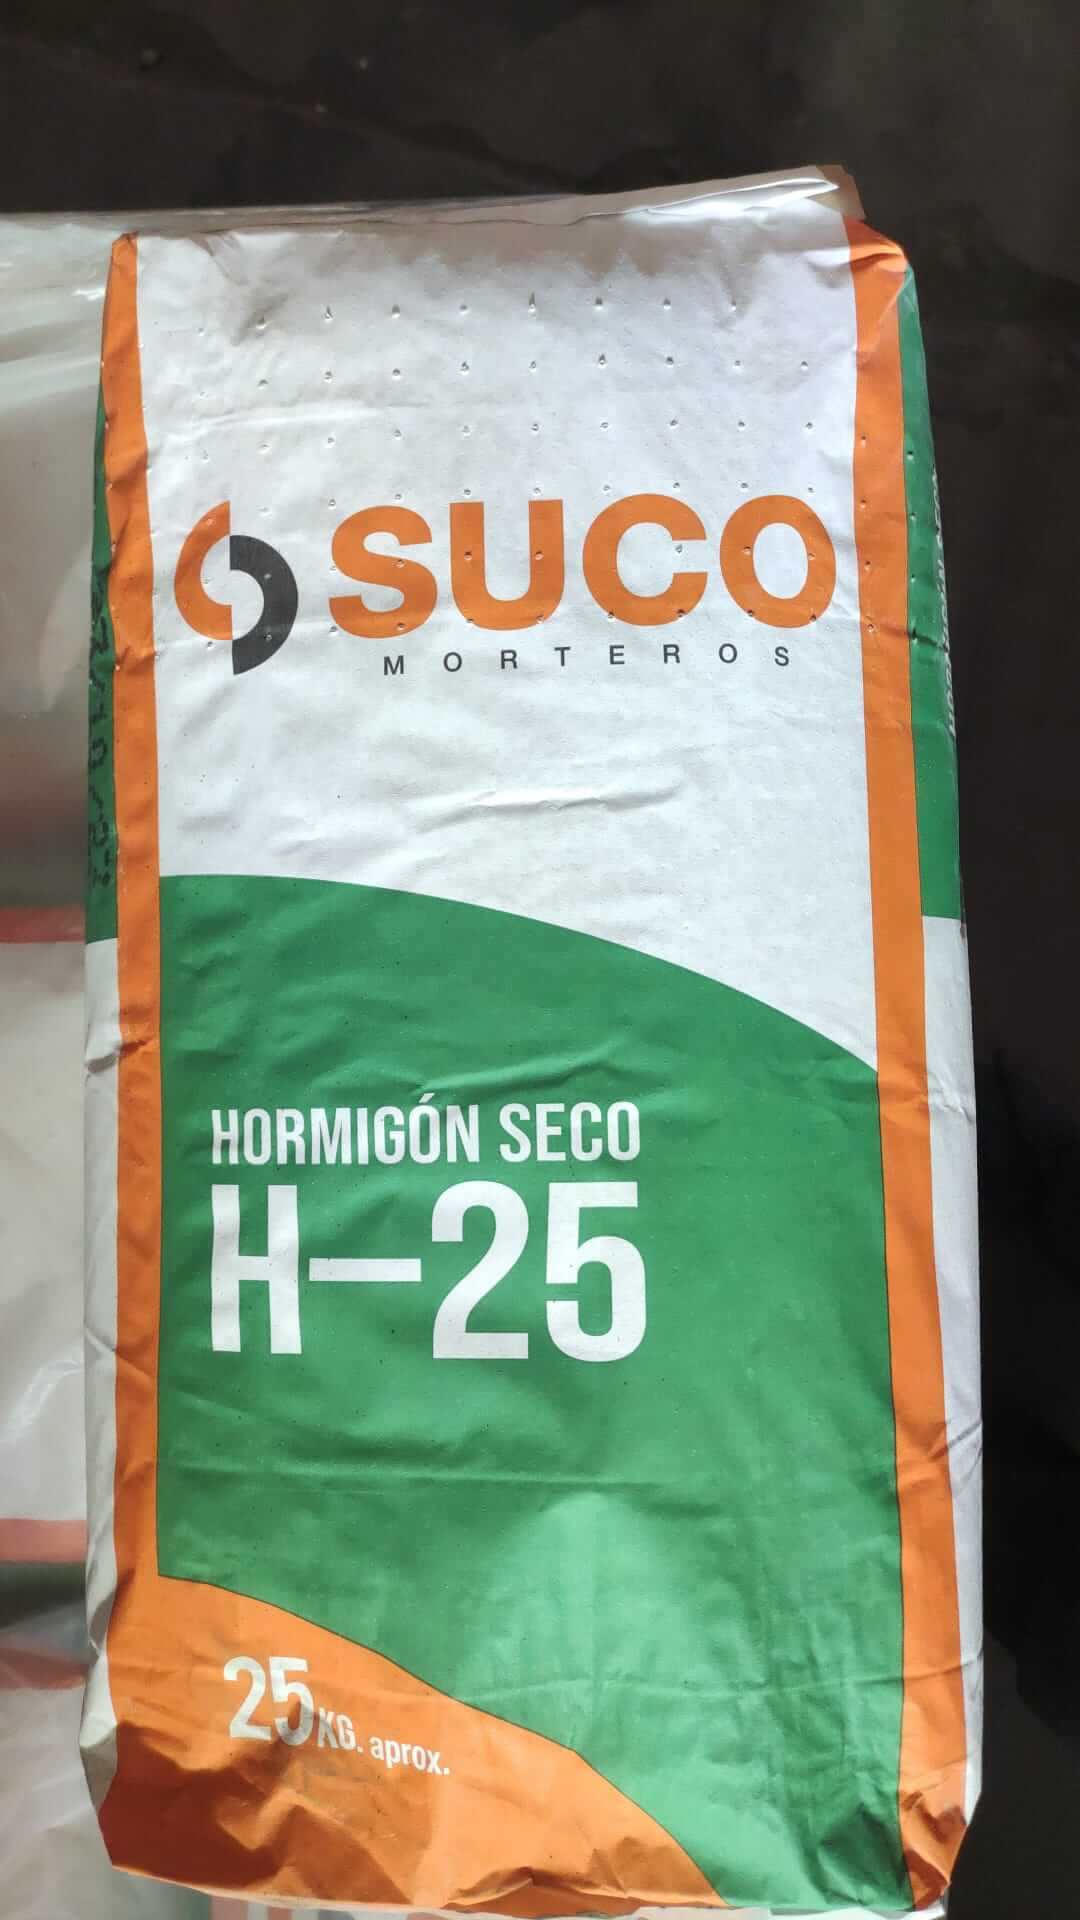 SUCO
MORTEROS
HORMIGÓN SECO
H-25
25KG. aprox.